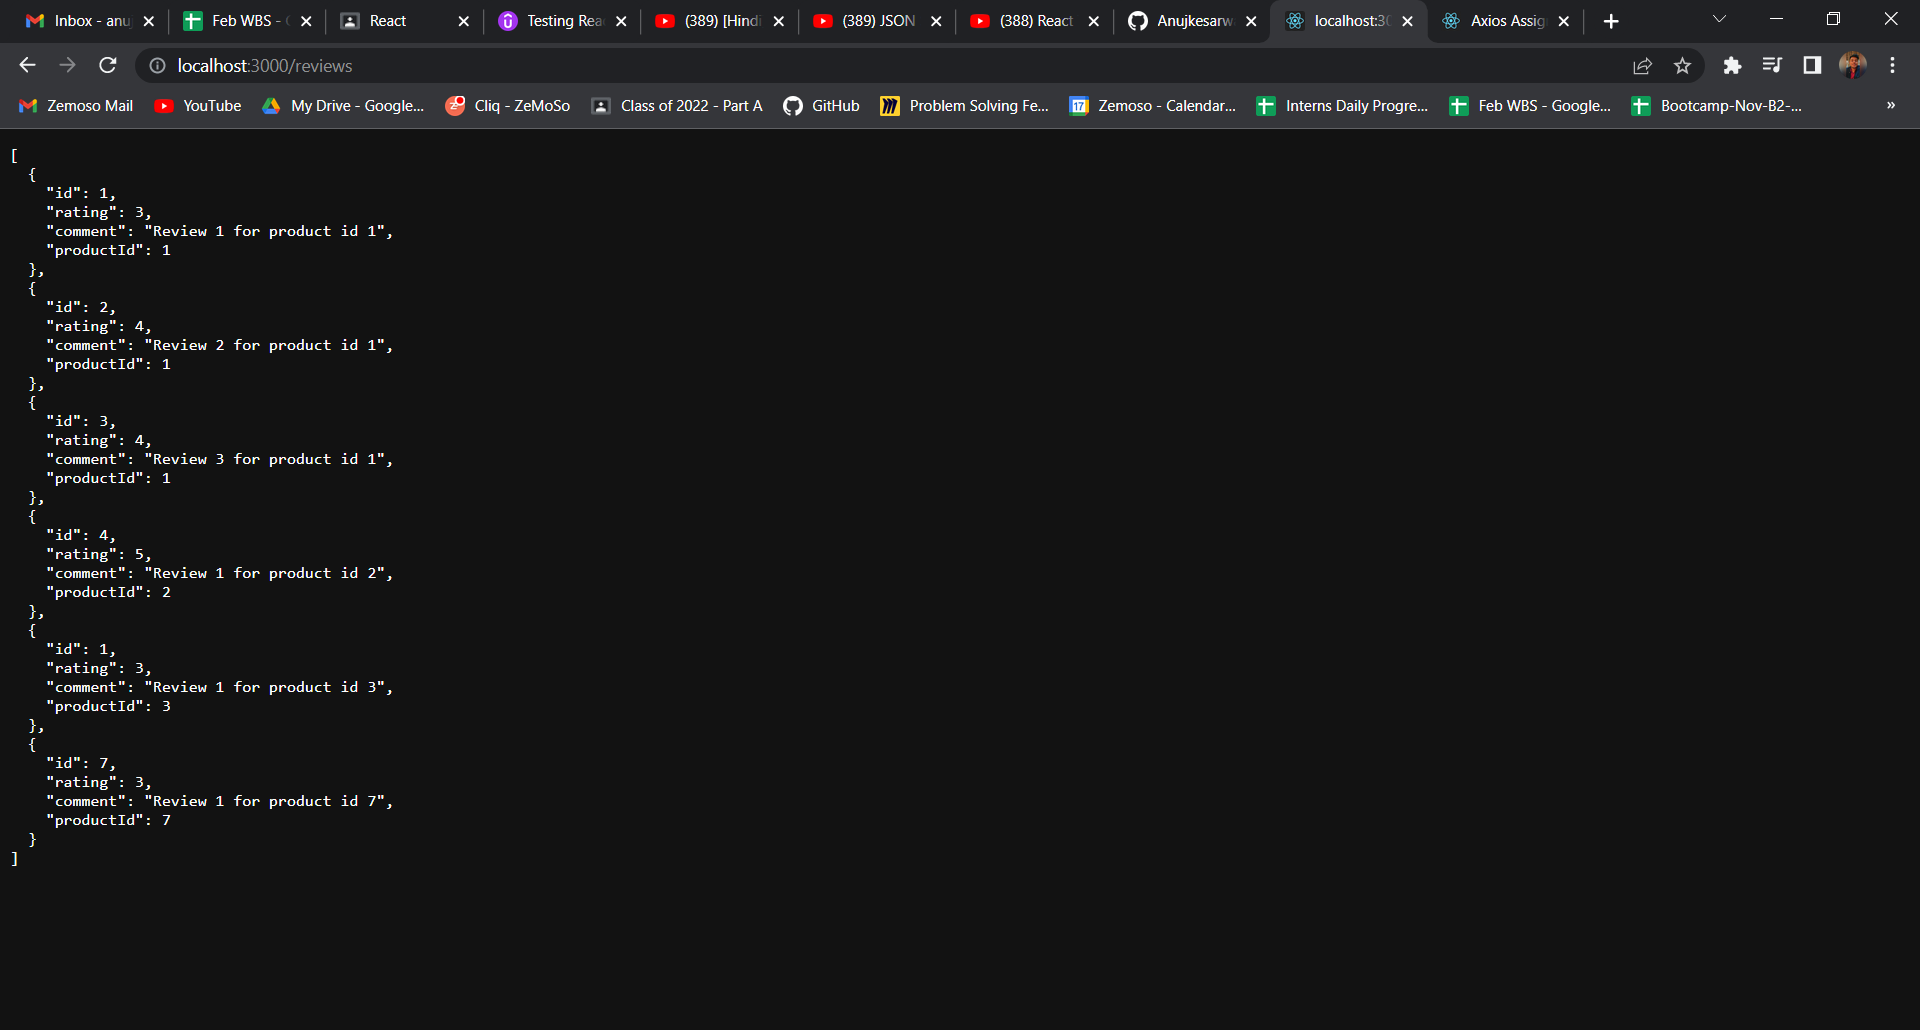 Inbox - anu
Feb WBS - 
React
Testing Rea
(389) [Hindi
(389) JSON
(388) React
Anujkesarw
localhost:30
Axios Assig
localhost:3000/reviews
Zemoso Mail
YouTube
My Drive - Google...
Cliq - ZeMoSo
Class of 2022 - Part A
GitHub
Problem Solving Fe...
17
Zemoso - Calendar...
Interns Daily Progre...
Feb WBS - Google...
Bootcamp-Nov-B2-...
»
[
{
"id": 1,
"rating": 3,
"comment": "Review 1 for product id 1",
"productId": 1
},
{
"id": 2,
"rating": 4,
"comment": "Review 2 for product id 1",
"productId": 1
},
{
"id": 3,
"rating": 4,
"comment": "Review 3 for product id 1",
"productId": 1
},
{
"id": 4,
"rating": 5,
"comment": "Review 1 for product id 2",
"productId": 2
},
{
"id": 1,
"rating": 3,
"comment": "Review 1 for product id 3",
"productId": 3
},
{
"id": 7,
"rating": 3,
"comment": "Review 1 for product id 7",
"productId": 7
}
]